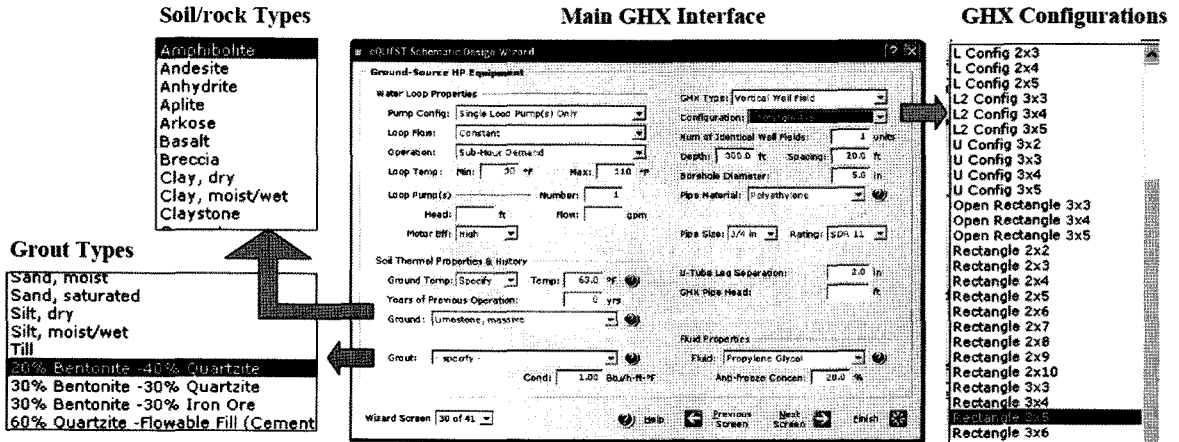 Soil/rock Types
Amphibolite
Andesite
Anhydrite
Aplite
Arkose
Basalt
Breccia
Clay, dry
Clay, moist/wet
Claystone
Grout Types
Sand, moist
Sand, saturated
Silt, dry
Silt, moist/wet
Till
20% Bentonite -40% Quartzite
30% Bentonite -30% Quartzite
30% Bentonite -30% Iron Ore
60% Quartzite -Flowable Fill (Cement
Main GHX Interface
eQUEST Schematic Design Wizard
Ground-Source HP Equipment
Water Loop Properties
Pump Config: Single Loop Pump(s) Only
Loop Flow: Constant
Operation: Sub-Hour Demand
Loop Temp: Min: 30 °F Max: 110 °F
Loop Pump(s) Number: 1
Head: ft Flow: gpm
Motor Eff: High
Soil Thermal Properties & History
Ground Temp: Specify Temp: 63.0 °F
Years of Previous Operation: 0 yrs
Ground: Limestone, massive
Grout: - specify -
Cond: 1.00 Btu/h-ft-°F
GHX Type: Vertical Well Field
Configuration: Rectangle 3x5
Num of Identical Well Fields: 1 units
Depth: 300.0 ft Spacing: 20.0 ft
Borehole Diameter: 5.0 in
Pipe Material: Polyethylene
Pipe Size: 3/4 in Rating: SDR 11
U-Tube Leg Separation: 2.0 in
GHX Pipe Head: ft
Fluid Properties
Fluid: Propylene Glycol
Anti-freeze Concen: 20.0 %
Wizard Screen 30 of 41
Help
Previous Screen
Next Screen
Finish
GHX Configurations
L Config 2x3
L Config 2x4
L Config 2x5
L2 Config 3x3
L2 Config 3x4
L2 Config 3x5
U Config 3x2
U Config 3x3
U Config 3x4
U Config 3x5
Open Rectangle 3x3
Open Rectangle 3x4
Open Rectangle 3x5
Rectangle 2x2
Rectangle 2x3
Rectangle 2x4
Rectangle 2x5
Rectangle 2x6
Rectangle 2x7
Rectangle 2x8
Rectangle 2x9
Rectangle 2x10
Rectangle 3x3
Rectangle 3x4
Rectangle 3x5
Rectangle 3x6